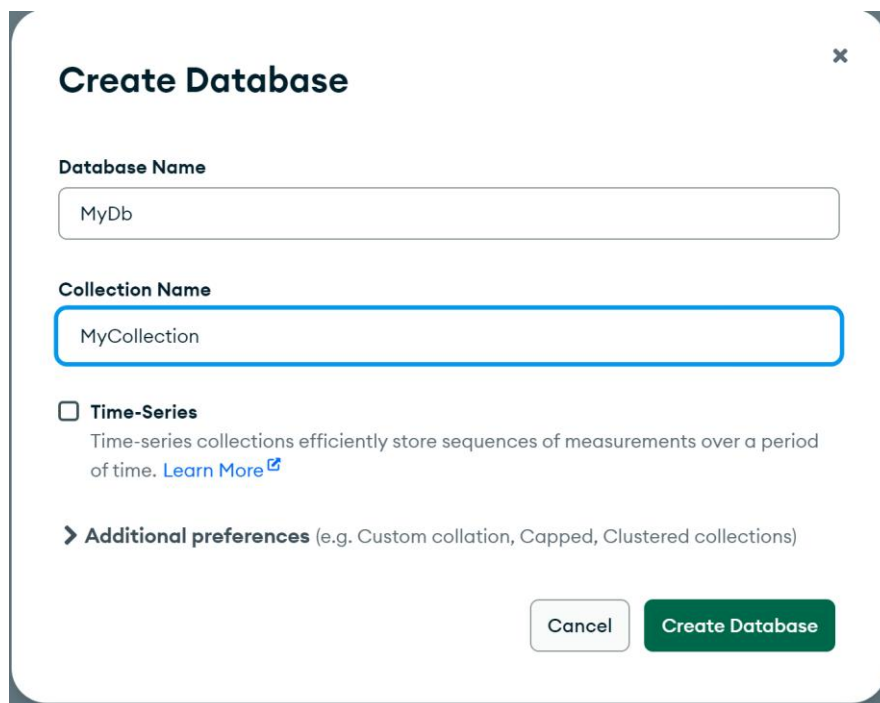 Create Database
Database Name
MyDb
Collection Name
MyCollection
Time-Series
Time-series collections efficiently store sequences of measurements over a period
of time. Learn More
Additional preferences (e.g. Custom collation, Capped, Clustered collections)
Cancel Create Database